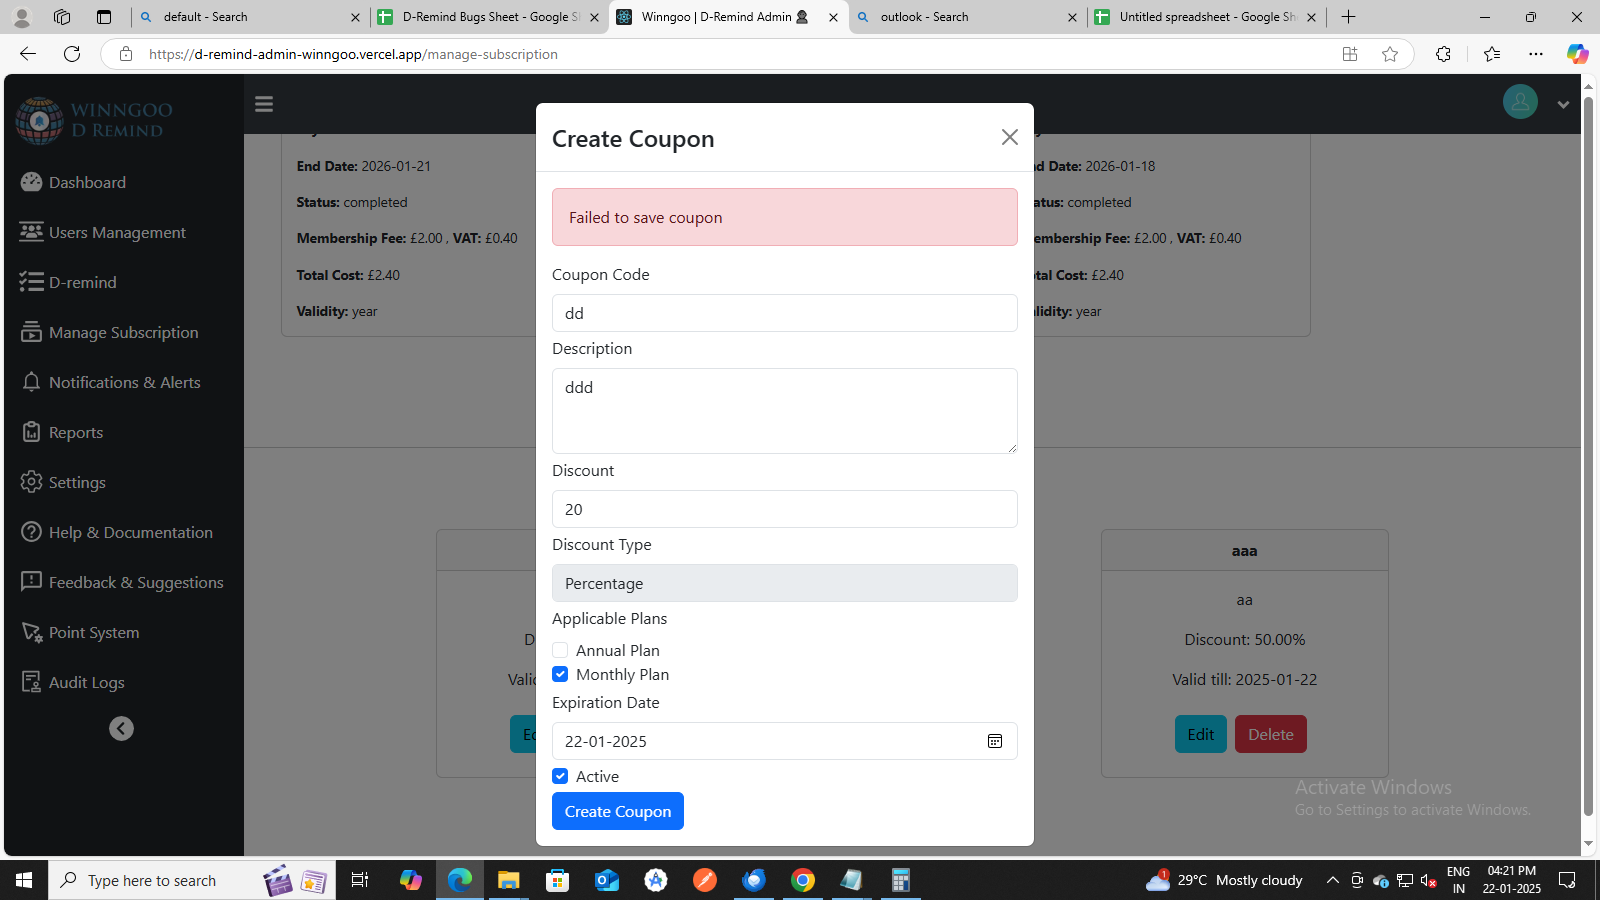 default - Search
D-Remind Bugs Sheet - Google S
Winngoo | D-Remind Admin
outlook - Search
Untitled spreadsheet - Google Sh
https://d-remind-admin-winngoo.vercel.app/manage-subscription
WINNGOO
D REMIND
Dashboard
Users Management
D-remind
Manage Subscription
Notifications & Alerts
Reports
Settings
Help & Documentation
Feedback & Suggestions
Point System
Audit Logs
End Date: 2026-01-21
Status: completed
Membership Fee: £2.00 , VAT: £0.40
Total Cost: £2.40
Validity: year
Create Coupon
Failed to save coupon
Coupon Code
dd
Description
ddd
Discount
20
Discount Type
Percentage
Applicable Plans
Annual Plan
Monthly Plan
Expiration Date
22-01-2025
Active
Create Coupon
nd Date: 2026-01-18
atus: completed
embership Fee: £2.00 , VAT: £0.40
tal Cost: £2.40
lidity: year
D
Valid
Ed
aaa
aa
Discount: 50.00%
Valid till: 2025-01-22
Edit
Delete
Activate Windows
Go to Settings to activate Windows.
Type here to search
1
29°C Mostly cloudy
ENG
IN
04:21 PM
22-01-2025